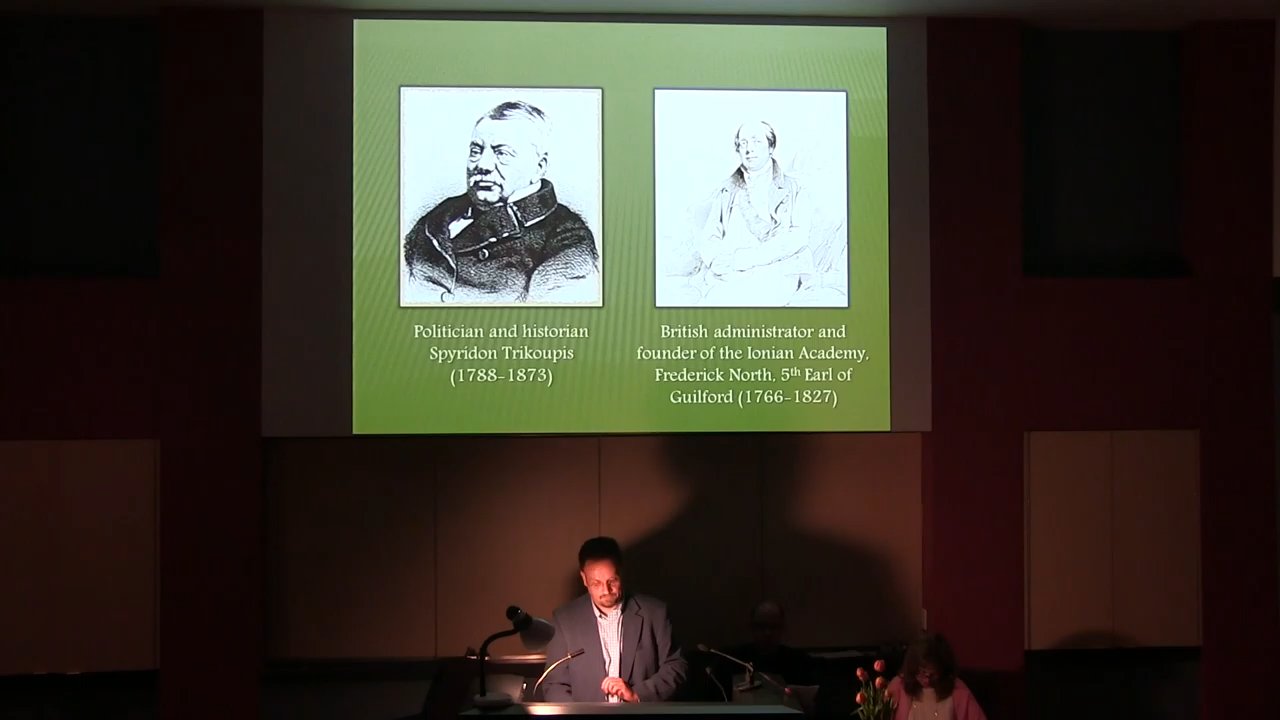 Politician and historian
Spyridon Trikoupis
(1788-1873)
British administrator and
founder of the Ionian Academy,
Frederick North, 5th Earl of
Guilford (1766-1827)